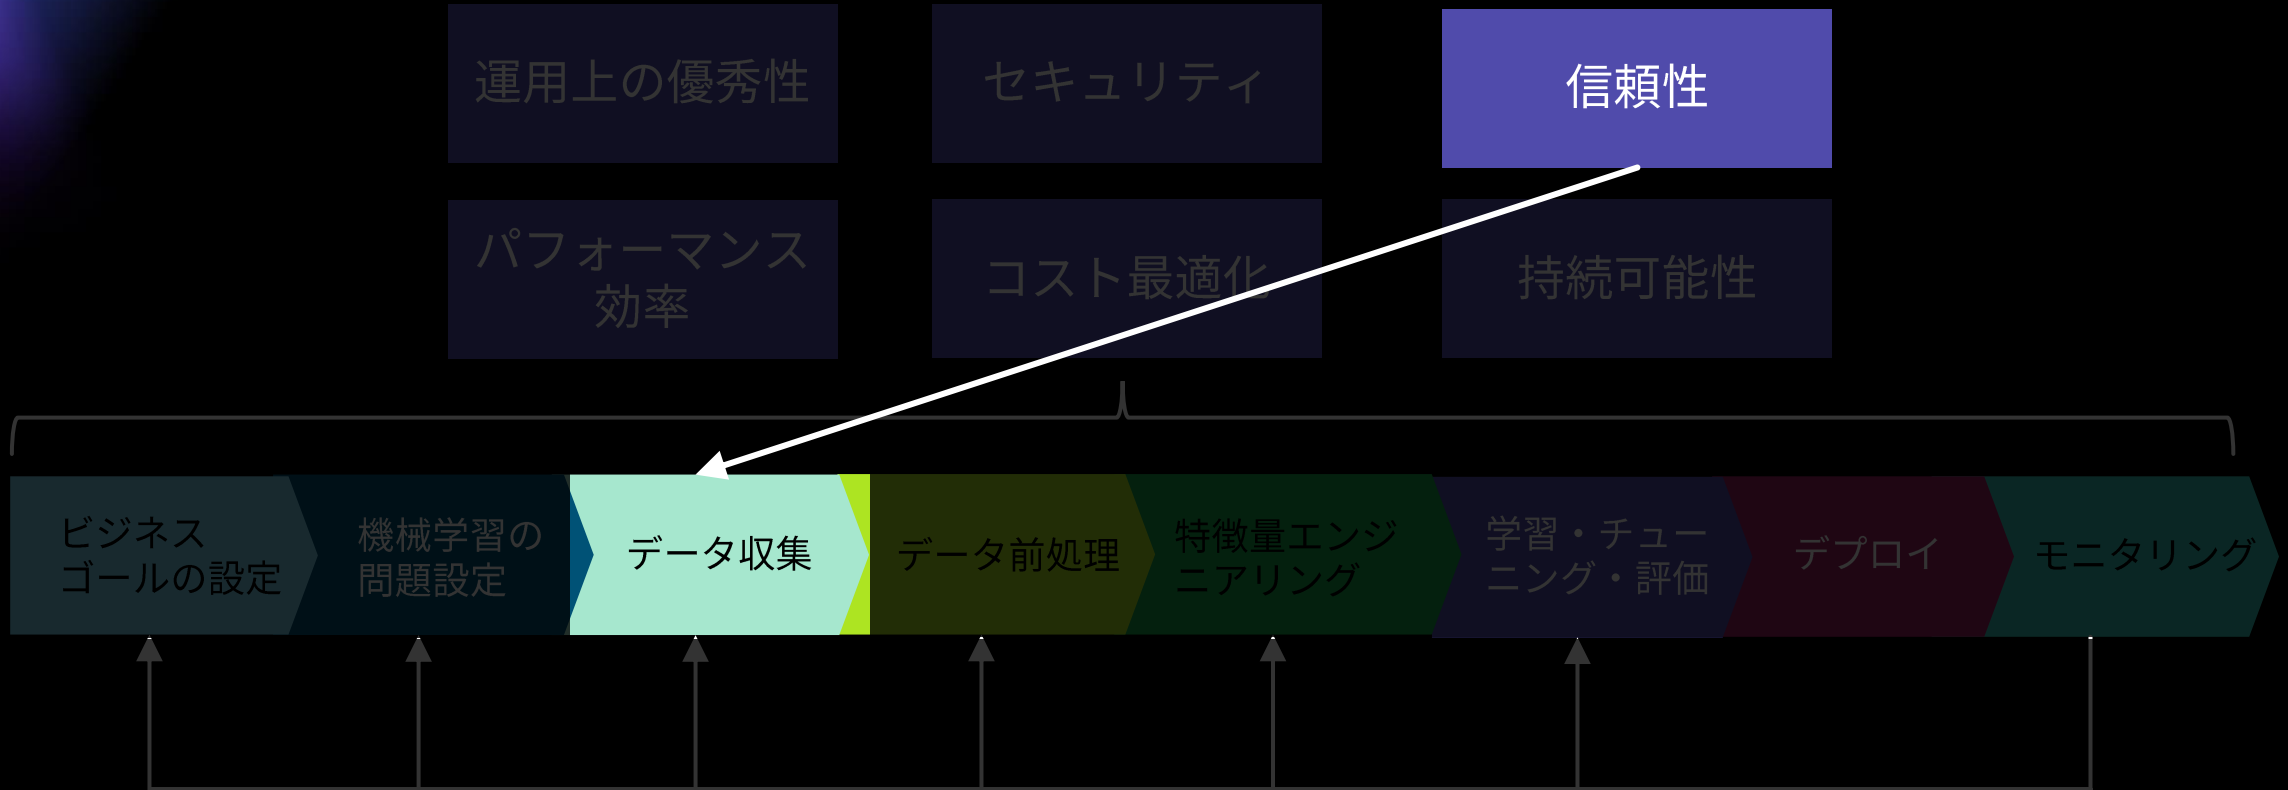 運用上の優秀性
セキュリティ
信頼性
パフォーマンス
効率
コスト最適化
持続可能性
ビジネス
ゴールの設定
機械学習の
問題設定
データ収集
データ前処理
特徴量エンジ
ニアリング
学習・チュー
ニング・評価
デプロイ
モニタリング